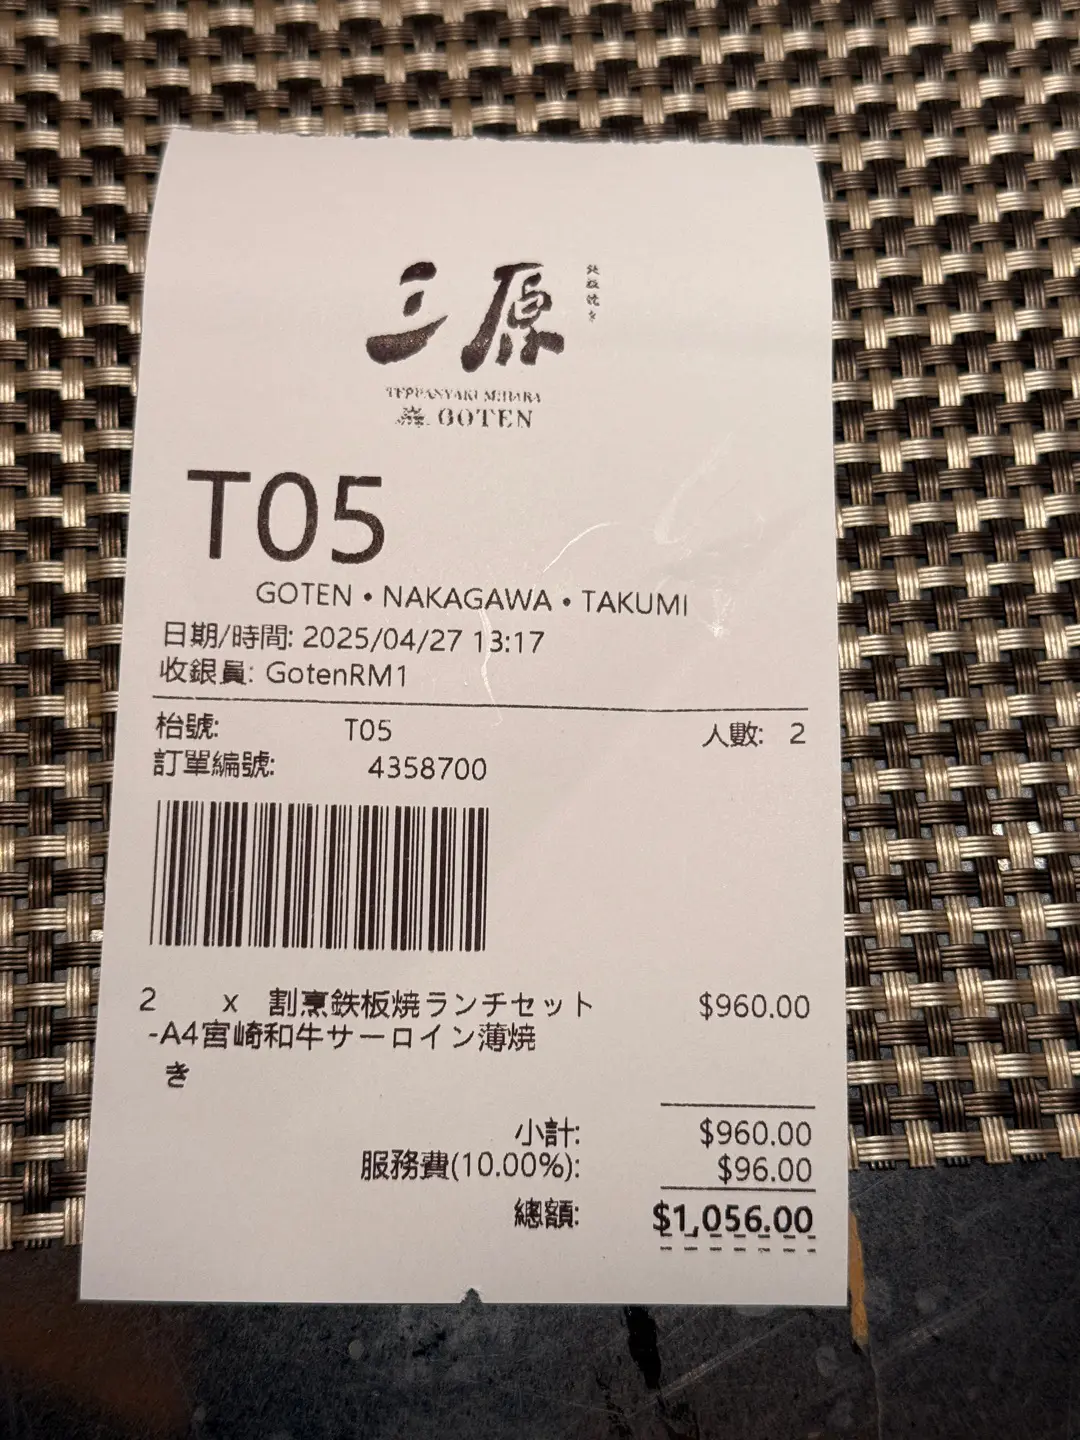 三原
鉄板焼き
TEPPANYAKI MIHARA
GOTEN
T05
GOTEN • NAKAGAWA • TAKUMI
日期/時間: 2025/04/27 13:17
收銀員: GotenRM1
枱號: T05 人數: 2
訂單編號: 4358700
2 x 割烹鉄板焼ランチセット $960.00
-A4宮崎和牛サーロイン薄焼
き
小計: $960.00
服務費(10.00%): $96.00
總額: $1,056.00